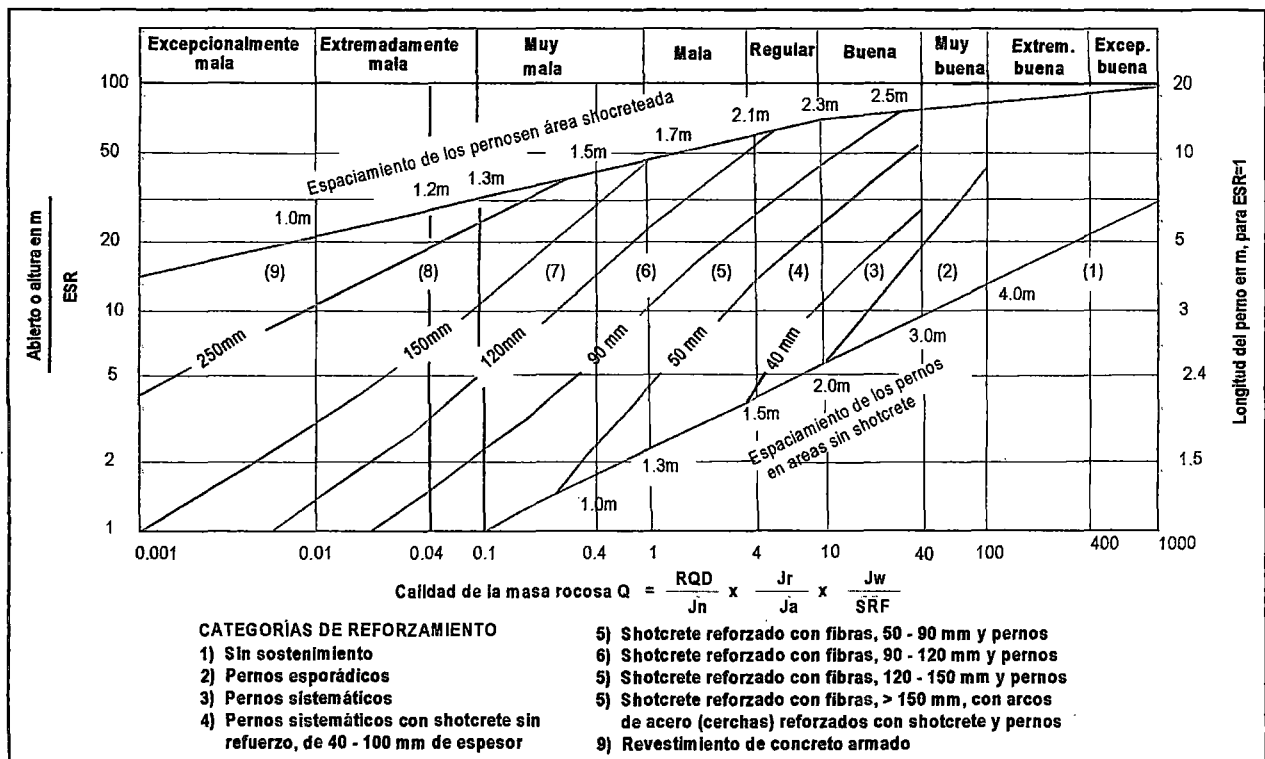 Excepcionalmente mala
Extremadamente mala
Muy mala
Mala
Regular
Buena
Muy buena
Extrem. buena
Excep. buena
100
50
20
10
5
2
1
Abierto o altura en m
ESR
20
10
5
3
2.4
1.5
Longitud del perno en m, para ESR=1
Espaciamiento de los pernosen área shocreteada
1.0m
1.2m
1.3m
1.5m
1.7m
2.1m
2.3m
2.5m
(9)
(8)
(7)
(6)
(5)
(4)
(3)
(2)
(1)
250mm
150mm
120mm
90 mm
50 mm
40 mm
1.0m
1.3m
1.5m
2.0m
3.0m
4.0m
Espaciamiento de los pernos
en areas sin shotcrete
0.001
0.01
0.04
0.1
0.4
1
4
10
40
100
400
1000
Calidad de la masa rocosa Q = RQD/Jn x Jr/Ja x Jw/SRF
CATEGORÍAS DE REFORZAMIENTO
1) Sin sostenimiento
2) Pernos esporádicos
3) Pernos sistemáticos
4) Pernos sistemáticos con shotcrete sin
refuerzo, de 40 - 100 mm de espesor
5) Shotcrete reforzado con fibras, 50 - 90 mm y pernos
6) Shotcrete reforzado con fibras, 90 - 120 mm y pernos
5) Shotcrete reforzado con fibras, 120 - 150 mm y pernos
5) Shotcrete reforzado con fibras, > 150 mm, con arcos
de acero (cerchas) reforzados con shotcrete y pernos
9) Revestimiento de concreto armado